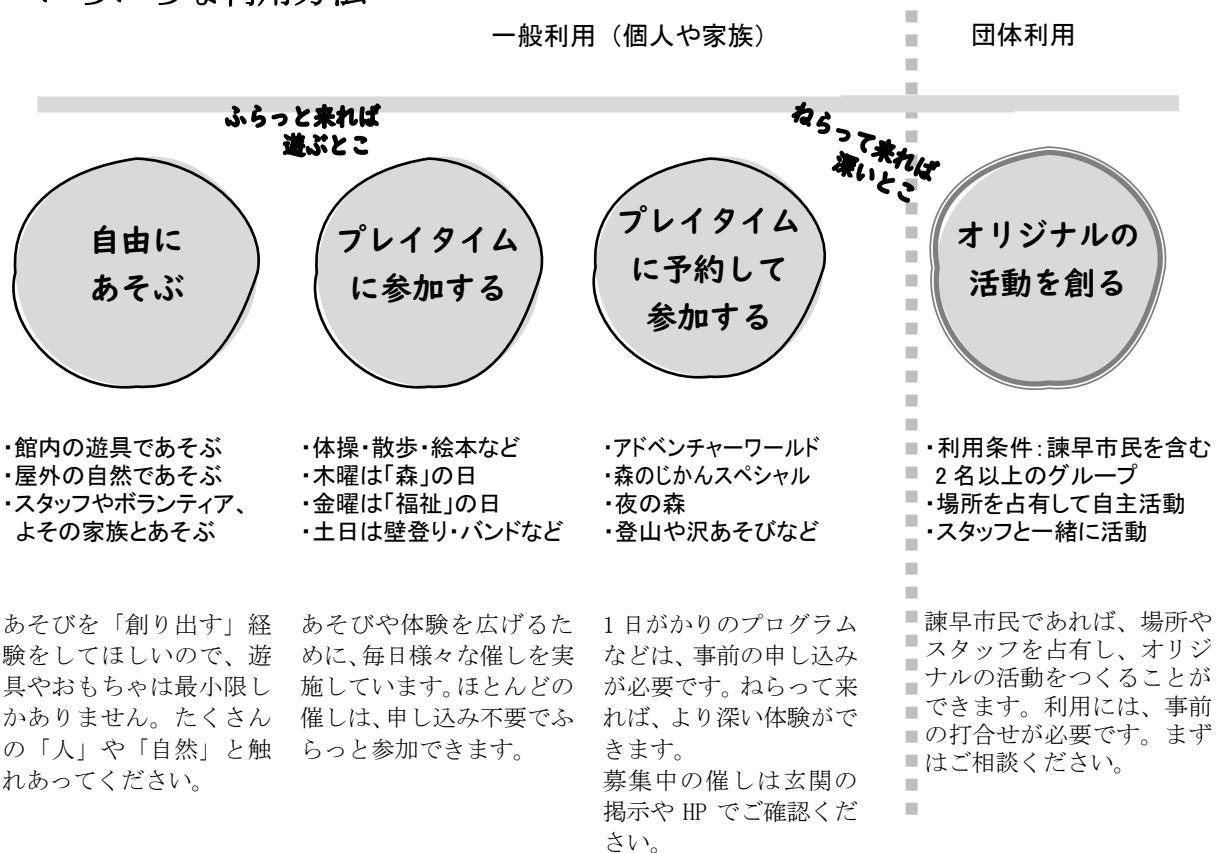 いろいろな利用方法
一般利用（個人や家族）
団体利用
ふらっと来れば
遊ぶとこ
ねらって来れば
深いとこ
自由に
あそぶ
・館内の遊具であそぶ
・屋外の自然であそぶ
・スタッフやボランティア、
よその家族とあそぶ
あそびを「創り出す」経
験をしてほしいので、遊
具やおもちゃは最小限し
かありません。たくさん
の「人」や「自然」と触
れあってください。
プレイタイム
に参加する
・体操・散歩・絵本など
・木曜は「森」の日
・金曜は「福祉」の日
・土日は壁登り・バンドなど
あそびや体験を広げるた
めに、毎日様々な催しを実
施しています。ほとんどの
催しは、申し込み不要でふ
らっと参加できます。
プレイタイム
に予約して
参加する
・アドベンチャーワールド
・森のじかんスペシャル
・夜の森
・登山や沢あそびなど
1 日がかりのプログラム
などは、事前の申し込み
が必要です。ねらって来
れば、より深い体験がで
きます。
募集中の催しは玄関の
掲示や HP でご確認くだ
さい。
オリジナルの
活動を創る
・利用条件：諫早市民を含む
2 名以上のグループ
・場所を占有して自主活動
・スタッフと一緒に活動
諫早市民であれば、場所や
スタッフを占有し、オリジ
ナルの活動をつくることが
できます。利用には、事前
の打合せが必要です。まず
はご相談ください。